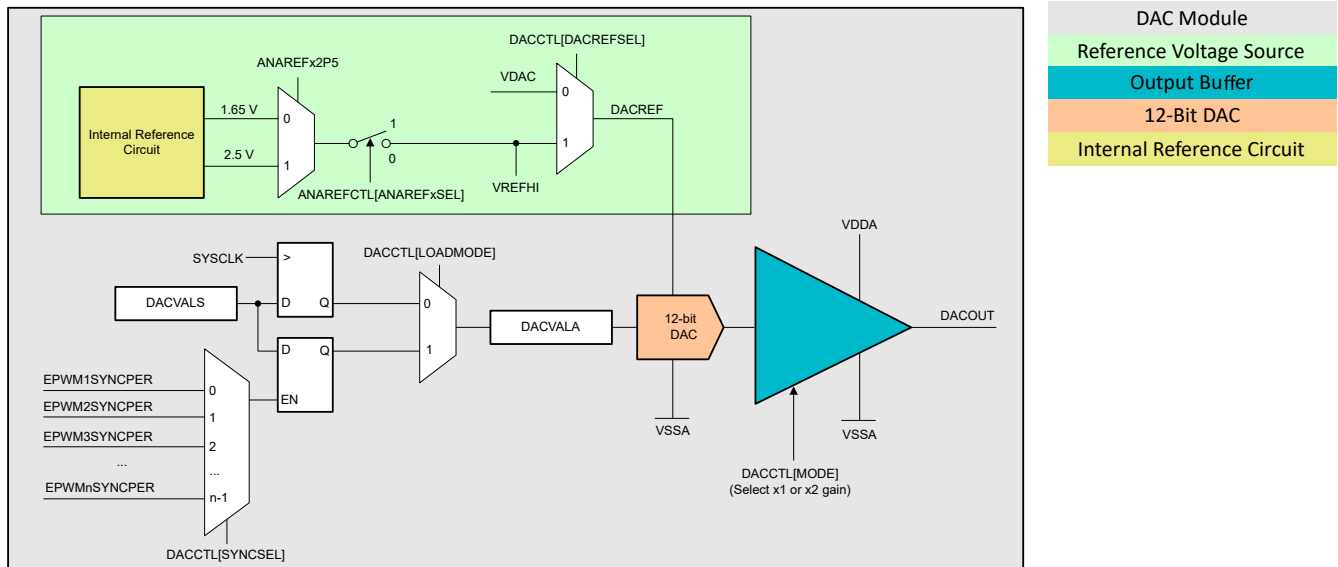 DACCTL[DACREFSEL]
ANAREFx2P5
VDAC
0
DACREF
Internal Reference
Circuit
1.65 V
0
2.5 V
1
1
0
1
ANAREFCTL[ANAREFxSEL]
VREFHI
SYSCLK
>
DACCTL[LOADMODE]
VDDA
DACVALS
D
Q
0
DACVALA
12-bit
DAC
DACOUT
D
Q
1
EPWM1SYNCPER
0
EN
EPWM2SYNCPER
1
EPWM3SYNCPER
2
...
...
EPWMnSYNCPER
n-1
VSSA
VSSA
DACCTL[MODE]
(Select x1 or x2 gain)
DACCTL[SYNCSEL]
DAC Module
Reference Voltage Source
Output Buffer
12-Bit DAC
Internal Reference Circuit